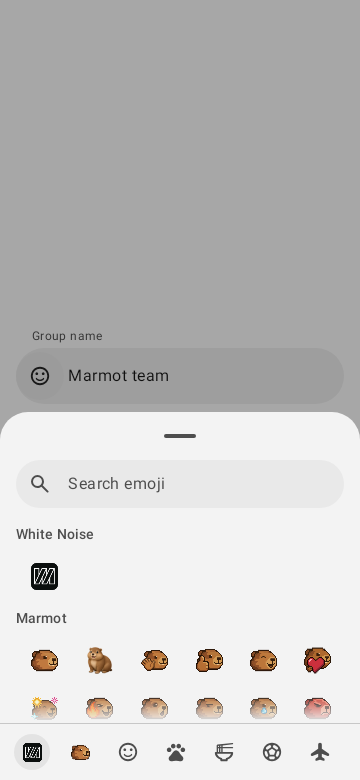 Group name
Marmot team
Search emoji
White Noise
Marmot